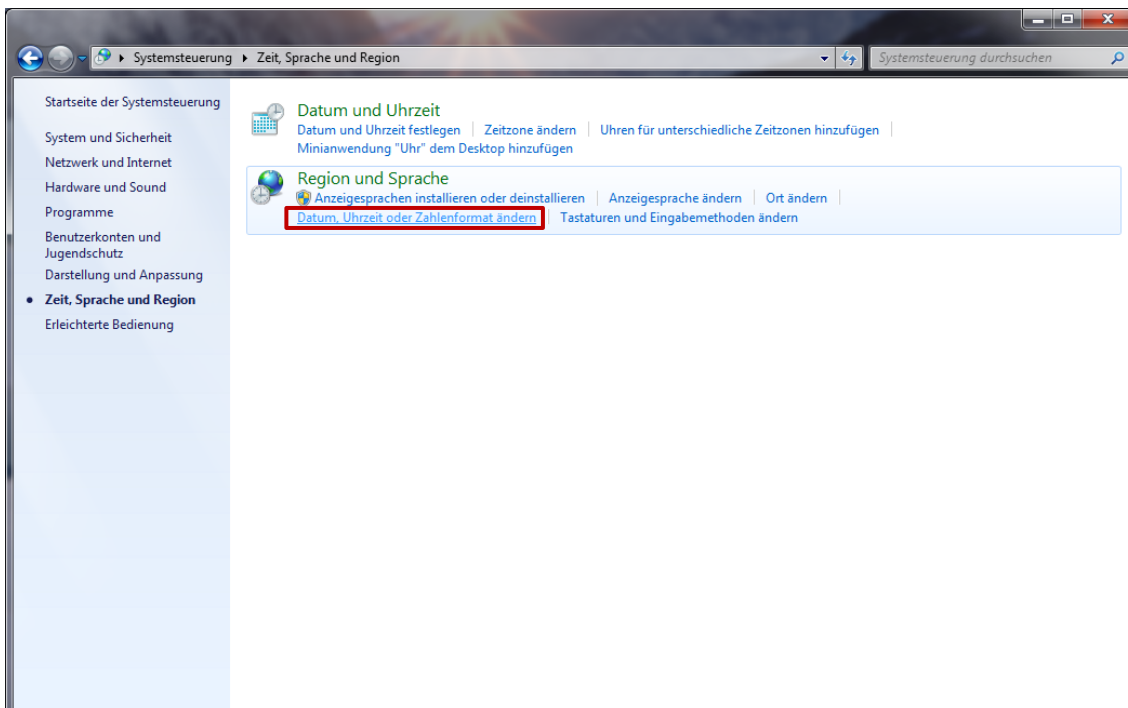 Systemsteuerung Zeit, Sprache und Region
Systemsteuerung durchsuchen
Startseite der Systemsteuerung
System und Sicherheit
Netzwerk und Internet
Hardware und Sound
Programme
Benutzerkonten und
Jugendschutz
Darstellung und Anpassung
Zeit, Sprache und Region
Erleichterte Bedienung
Datum und Uhrzeit
Datum und Uhrzeit festlegen Zeitzone ändern Uhren für unterschiedliche Zeitzonen hinzufügen
Minianwendung "Uhr" dem Desktop hinzufügen
Region und Sprache
Anzeigesprachen installieren oder deinstallieren Anzeigesprache ändern Ort ändern
Datum, Uhrzeit oder Zahlenformat ändern Tastaturen und Eingabemethoden ändern